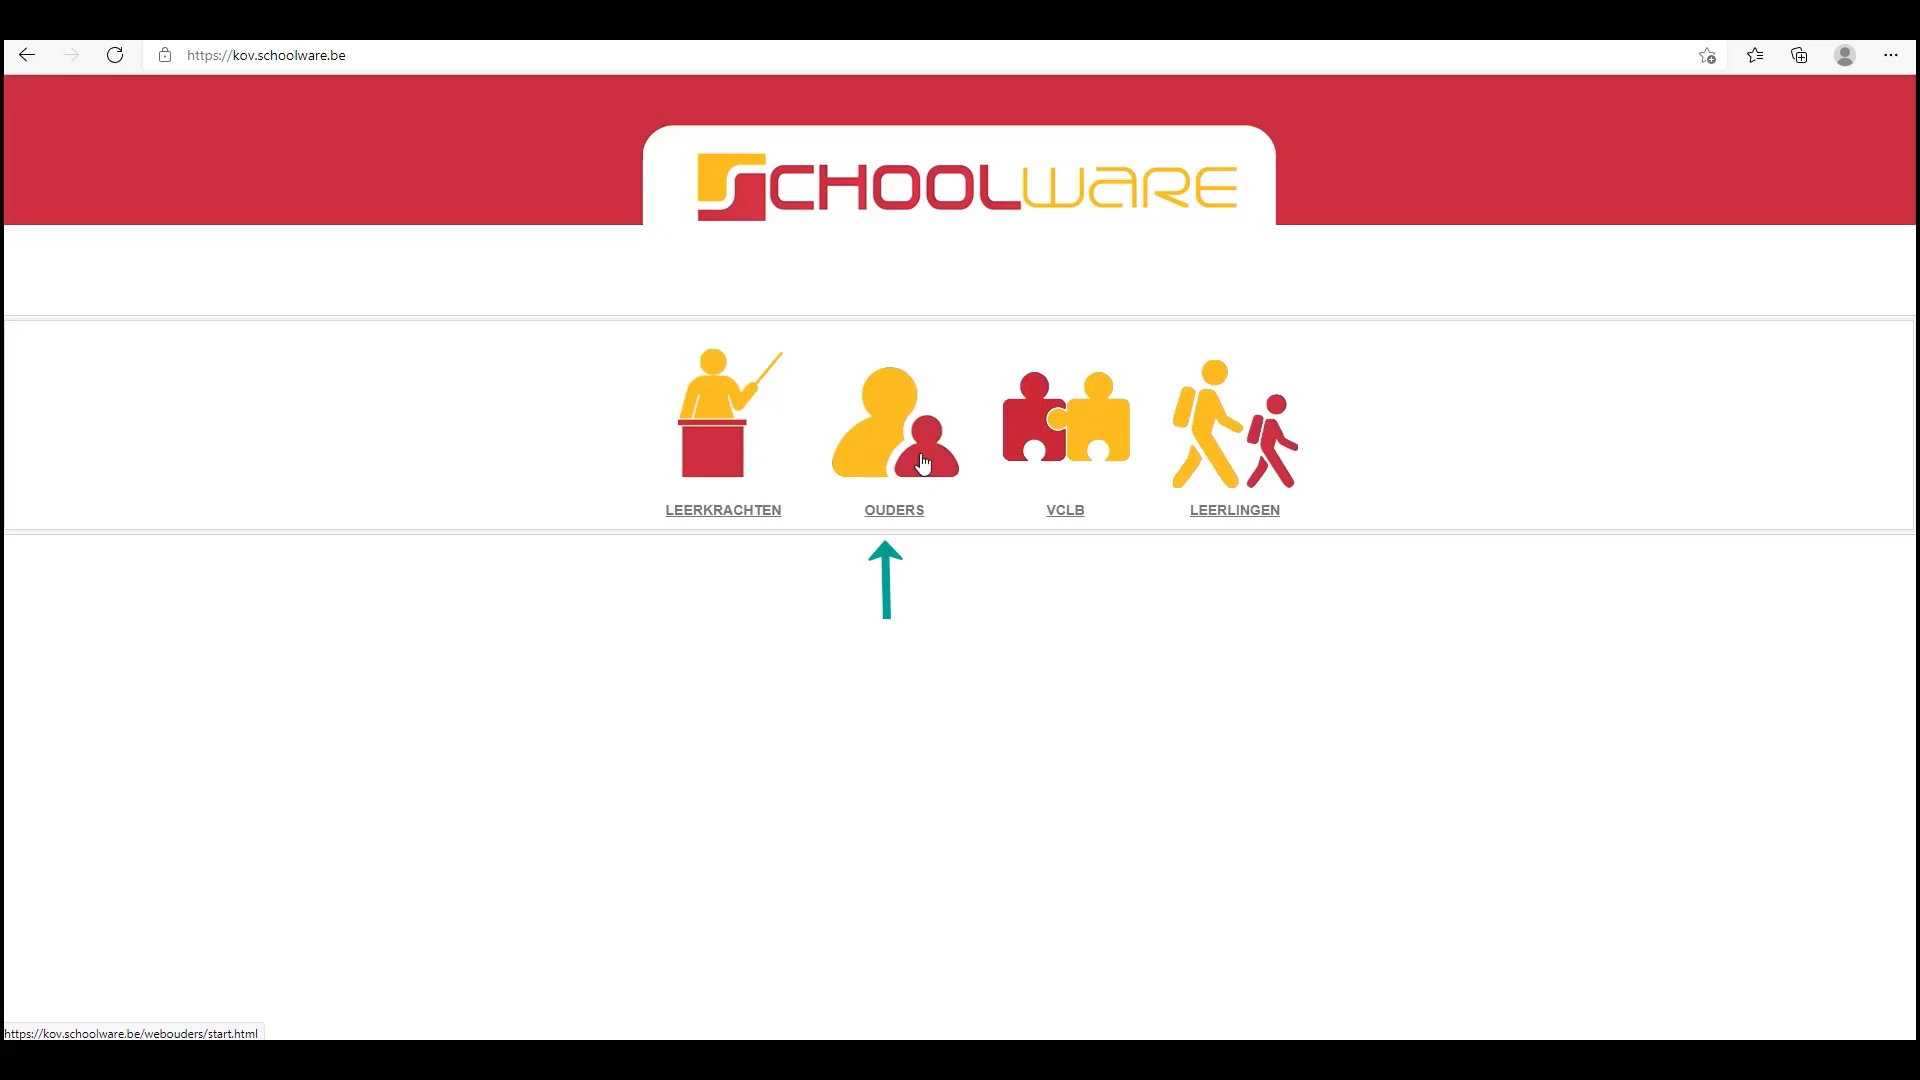 https://kov.schoolware.be
SCHOOLWARE
LEERKRACHTEN
OUDERS
VCLB
LEERLINGEN
https://kov.schoolware.be/webouders/start.html